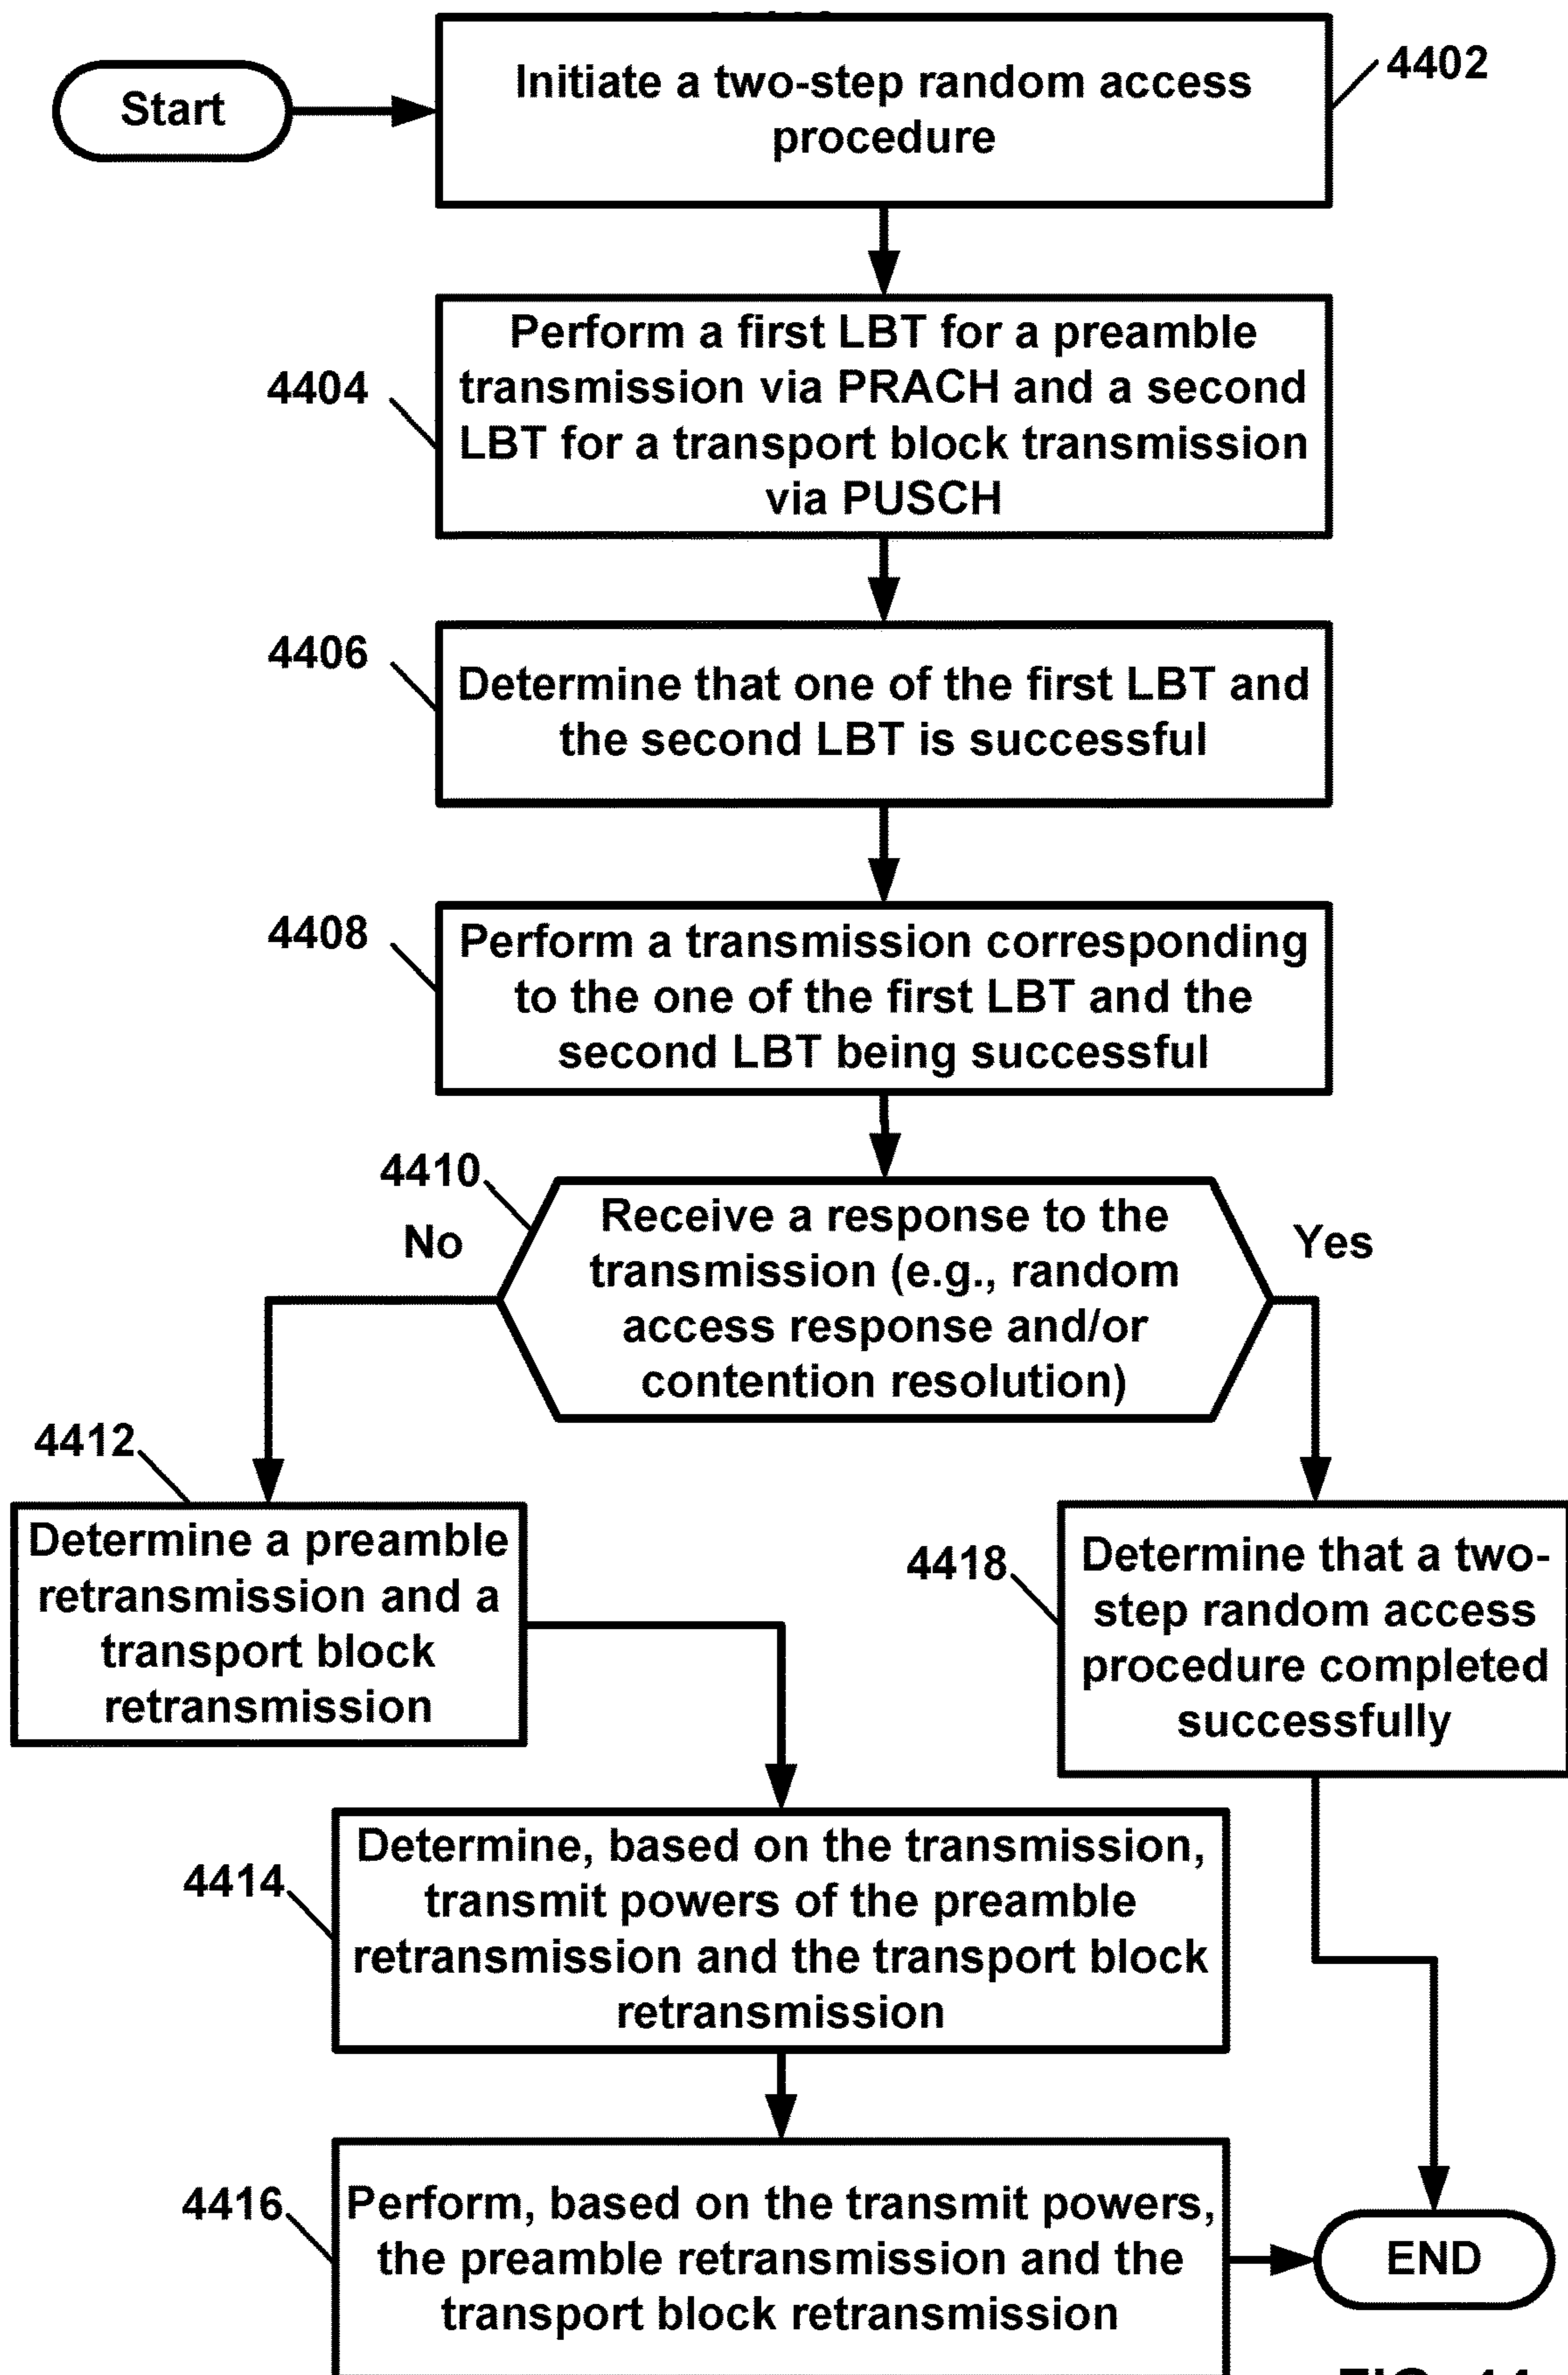 Start
Initiate a two-step random access
procedure
4402
4404
Perform a first LBT for a preamble
transmission via PRACH and a second
LBT for a transport block transmission
via PUSCH
4406
Determine that one of the first LBT and
the second LBT is successful
4408
Perform a transmission corresponding
to the one of the first LBT and the
second LBT being successful
4410
No
Receive a response to the
transmission (e.g., random
access response and/or
contention resolution)
Yes
4412
Determine a preamble
retransmission and a
transport block
retransmission
4418
Determine that a two-
step random access
procedure completed
successfully
4414
Determine, based on the transmission,
transmit powers of the preamble
retransmission and the transport block
retransmission
4416
Perform, based on the transmit powers,
the preamble retransmission and the
transport block retransmission
END